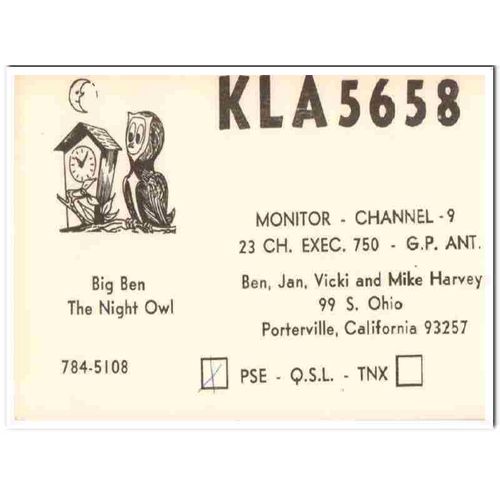 KLA5658
MONITOR - CHANNEL - 9
23 CH. EXEC. 750 - G.P. ANT.
Big Ben
The Night Owl
Ben, Jan, Vicki and Mike Harvey
99 S. Ohio
Porterville, California 93257
784-5108
PSE - Q.S.L. - TNX